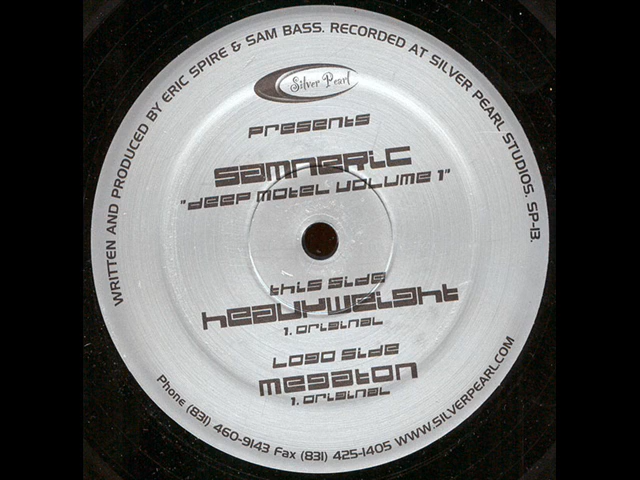 WRITTEN AND PRODUCED BY ERIC SPIRE & SAM BASS. RECORDED AT SILVER PEARL STUDIOS. SP-13.
Silver Pearl
Presents
SAMNERIC
"Deep Motel Volume 1"
This Side
Heavyweight
1. Original
Logo Side
Megaton
1. Original
Phone (831) 460-9143 Fax (831) 425-1405 WWW.SILVERPEARL.COM